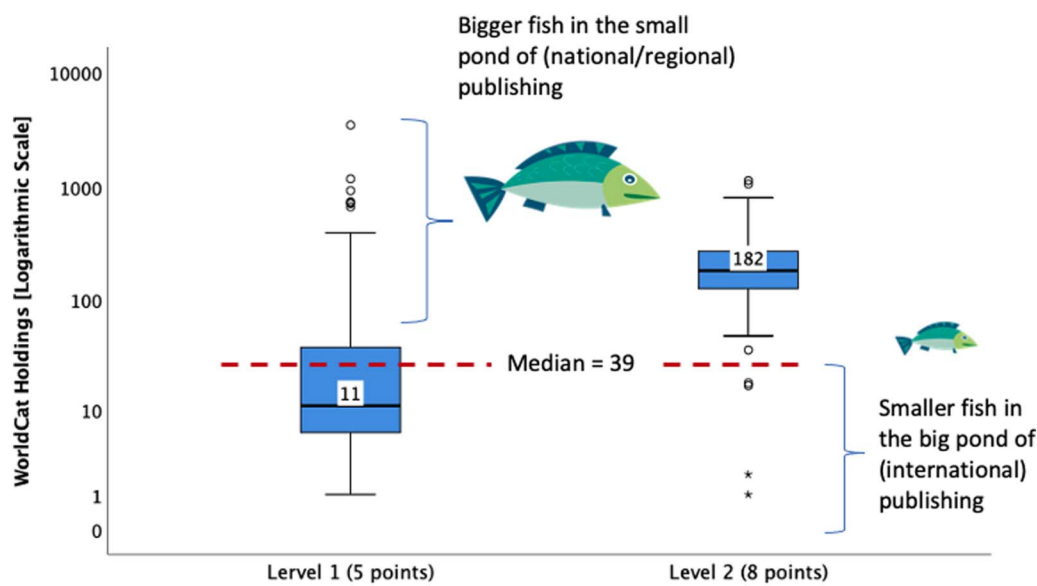 Bigger fish in the small
pond of (national/regional)
publishing
WorldCat Holdings [Logarithmic Scale]
10000
1000
100
10
1
0
11
182
Median = 39
Smaller fish in
the big pond of
(international)
publishing
Lervel 1 (5 points)
Level 2 (8 points)